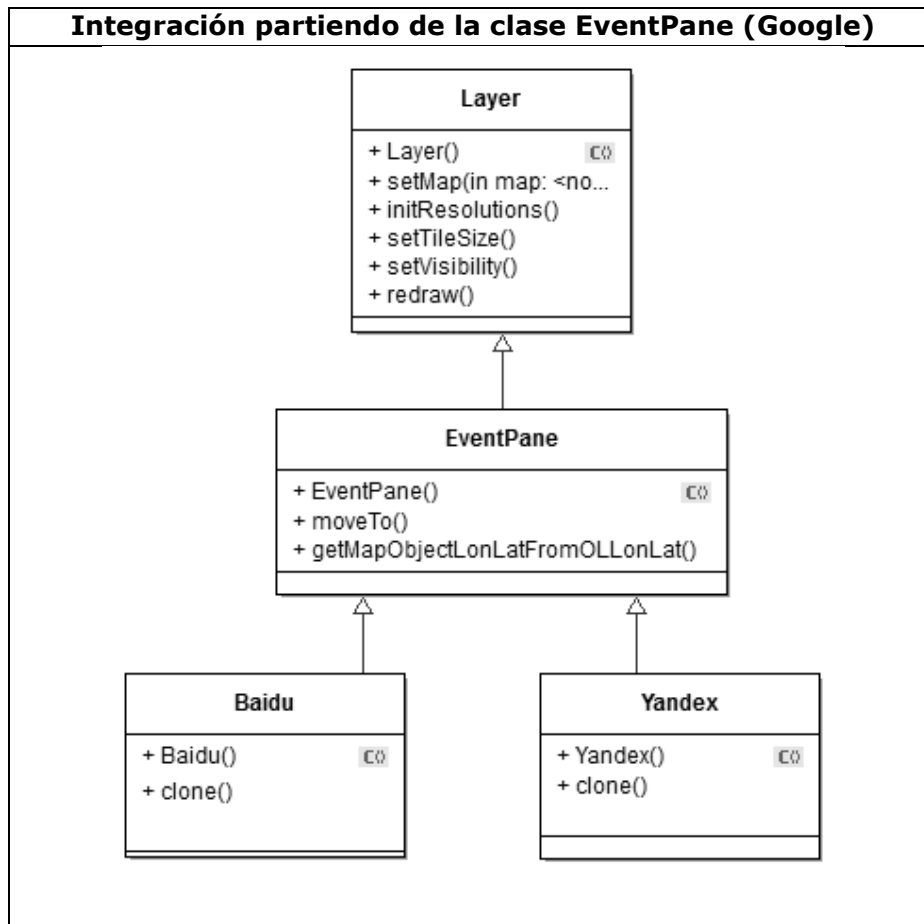 Integración partiendo de la clase EventPane (Google)
Layer
+ Layer()
C()
+ setMap(in map: <no...
+ initResolutions()
+ setTileSize()
+ setVisibility()
+ redraw()
EventPane
+ EventPane()
C()
+ moveTo()
+ getMapObjectLonLatFromOLLonLat()
Baidu
+ Baidu()
C()
+ clone()
Yandex
+ Yandex()
C()
+ clone()